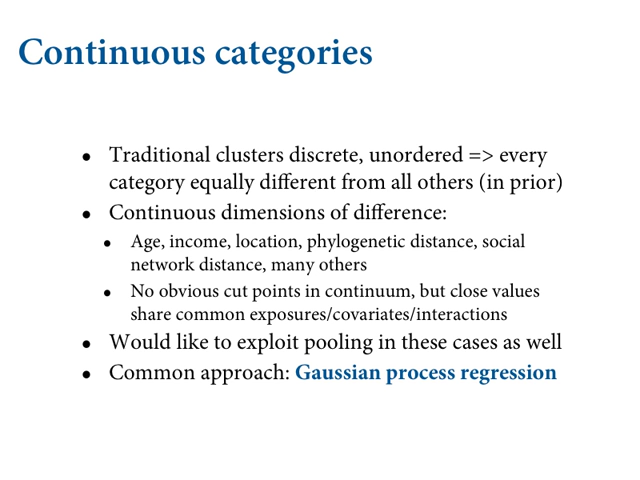 Continuous categories
• Traditional clusters discrete, unordered => every
category equally different from all others (in prior)
• Continuous dimensions of difference:
• Age, income, location, phylogenetic distance, social
network distance, many others
• No obvious cut points in continuum, but close values
share common exposures/covariates/interactions
• Would like to exploit pooling in these cases as well
• Common approach: Gaussian process regression